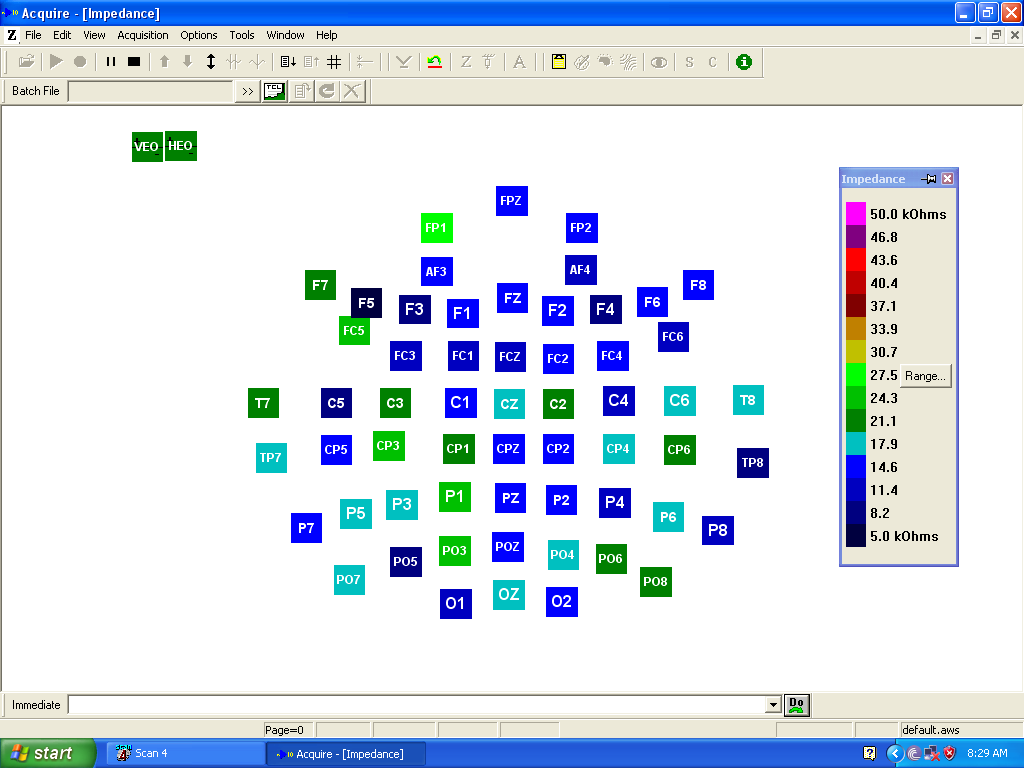 Acquire - [Impedance]
Z File Edit View Acquisition Options Tools Window Help
Z A S C
Batch File >> TCL
VEO HEO
FPZ
FP1 FP2
AF3 AF4
F7 F5 F3 F1 FZ F2 F4 F6 F8
FC5 FC6
FC3 FC1 FCZ FC2 FC4
T7 C5 C3 C1 CZ C2 C4 C6 T8
TP7 CP5 CP3 CP1 CPZ CP2 CP4 CP6 TP8
P7 P5 P3 P1 PZ P2 P4 P6 P8
PO7 PO5 PO3 POZ PO4 PO6 PO8
O1 OZ O2
Impedance
50.0 kOhms
46.8
43.6
40.4
37.1
33.9
30.7
27.5 Range...
24.3
21.1
17.9
14.6
11.4
8.2
5.0 kOhms
Immediate Do
Page=0 default.aws
start Scan 4 Acquire - [Impedance] ? 8:29 AM